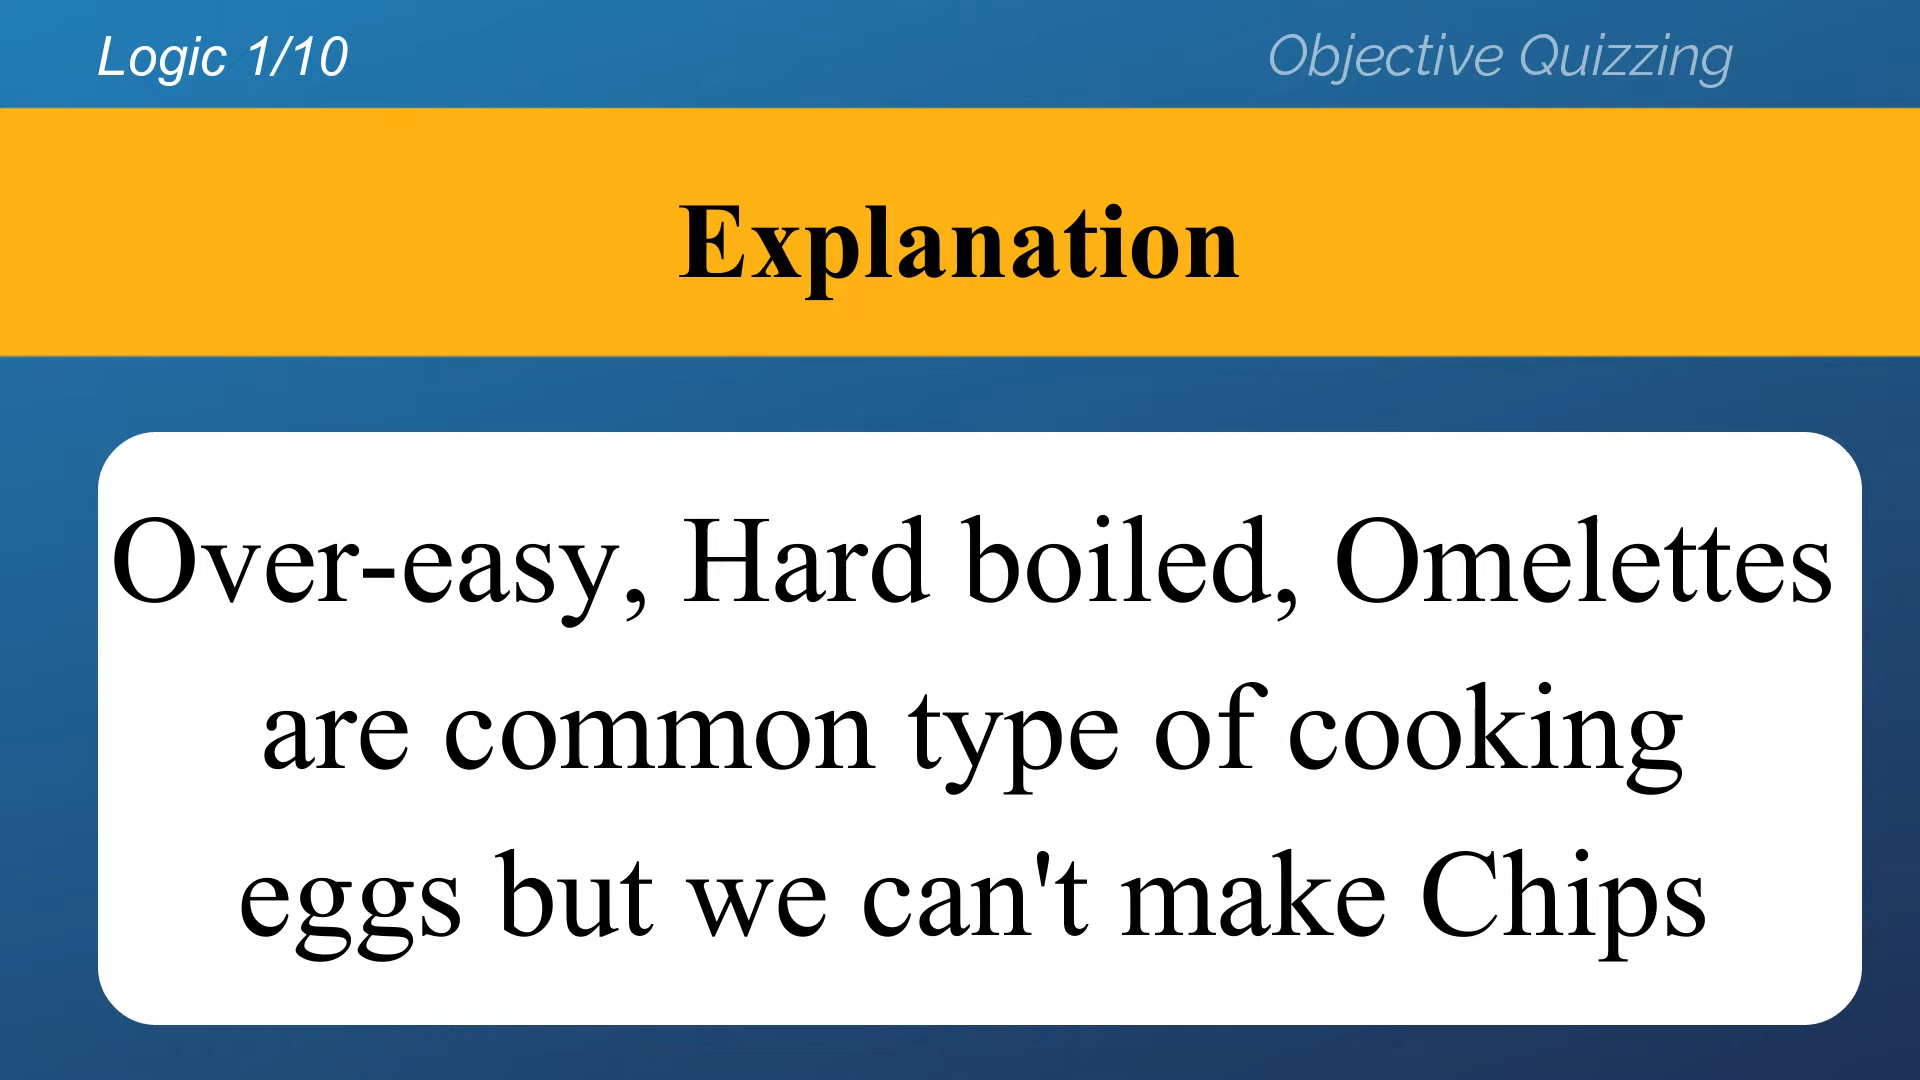 Logic 1/10
Objective Quizzing
Explanation
Over-easy, Hard boiled, Omelettes
are common type of cooking
eggs but we can't make Chips